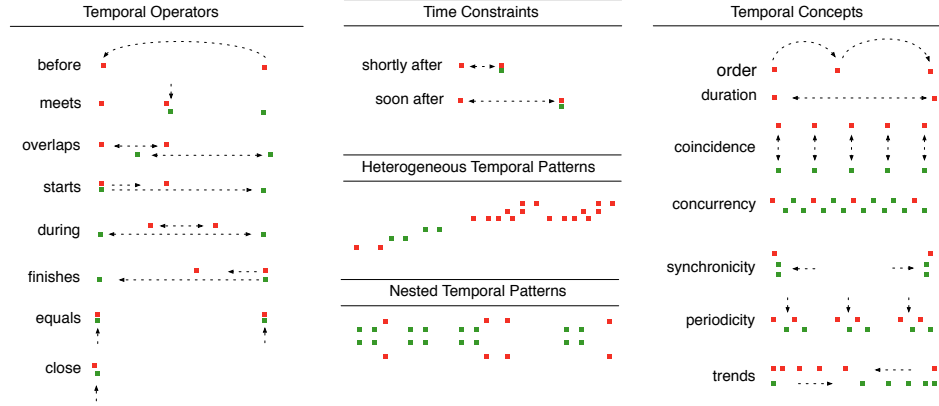 Temporal Operators
before
meets
overlaps
starts
during
finishes
equals
close
Time Constraints
shortly after
soon after
Heterogeneous Temporal Patterns
Nested Temporal Patterns
Temporal Concepts
order
duration
coincidence
concurrency
synchronicity
periodicity
trends